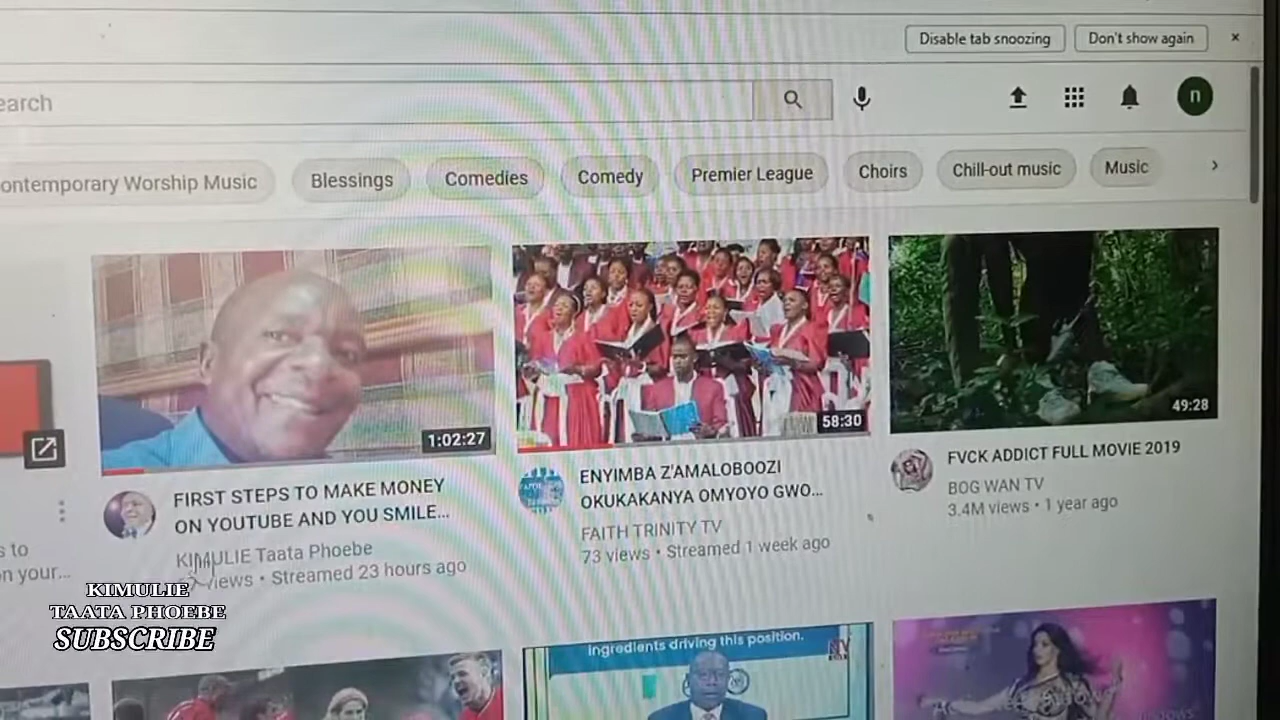 Disable tab snoozing
Don't show again
×
earch
n
ontemporary Worship Music
Blessings
Comedies
Comedy
Premier League
Choirs
Chill-out music
Music
1:02:27
58:30
49:28
FIRST STEPS TO MAKE MONEY
ON YOUTUBE AND YOU SMILE...
KIMULIE Taata Phoebe
views • Streamed 23 hours ago
ENYIMBA Z'AMALOBOOZI
OKUKAKANYA OMYOYO GWO...
FAITH TRINITY TV
73 views • Streamed 1 week ago
FVCK ADDICT FULL MOVIE 2019
BOG WAN TV
3.4M views • 1 year ago
s to
n your...
KIMULIE
TAATA PHOEBE
SUBSCRIBE
ingredients driving this position.